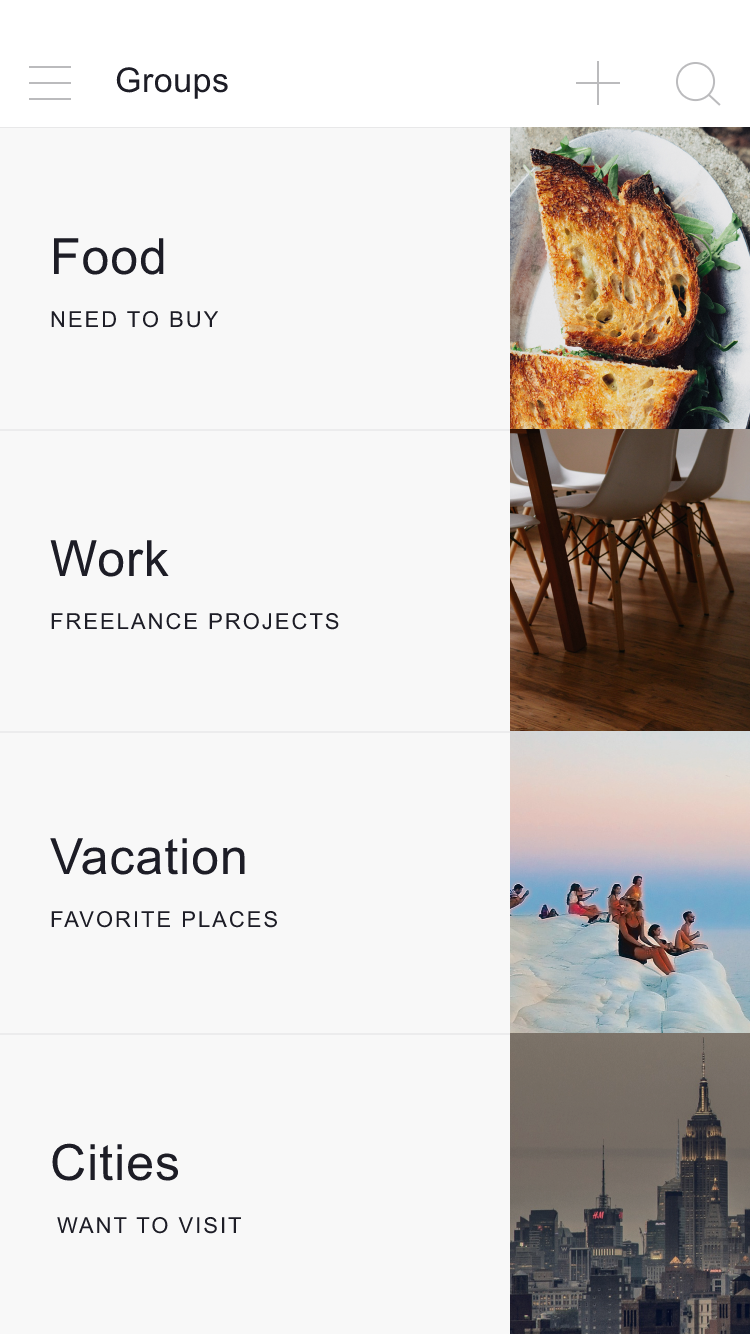 Groups
Food
NEED TO BUY
Work
FREELANCE PROJECTS
Vacation
FAVORITE PLACES
Cities
WANT TO VISIT
H&M